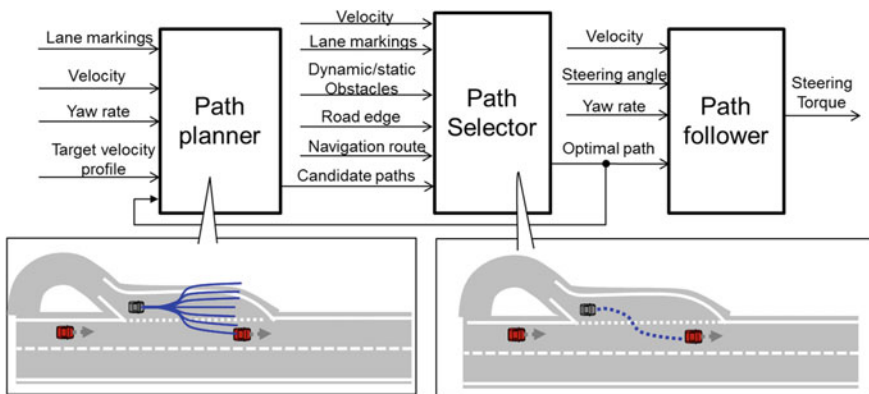 Lane markings
Velocity
Yaw rate
Target velocity
profile
Path
planner
Velocity
Lane markings
Dynamic/static
Obstacles
Road edge
Navigation route
Candidate paths
Path
Selector
Velocity
Steering angle
Yaw rate
Optimal path
Path
follower
Steering
Torque